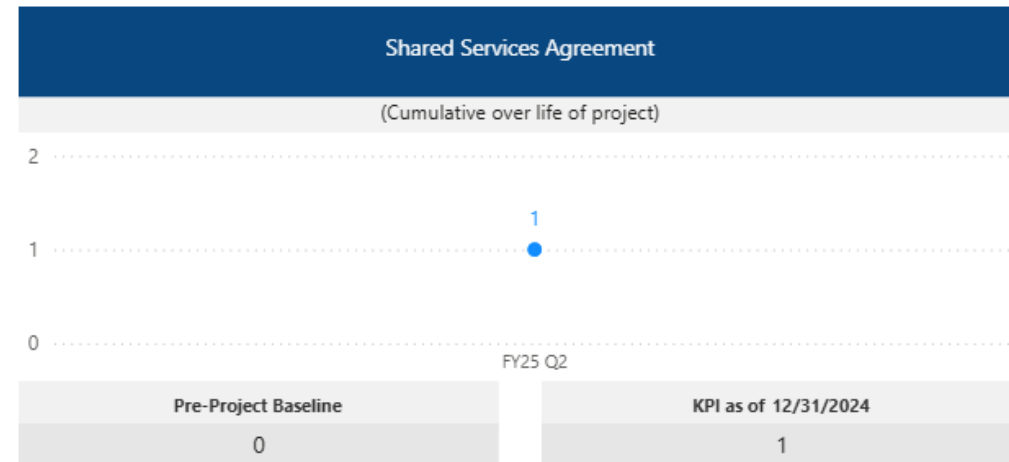 Shared Services Agreement
(Cumulative over life of project)
2
1
1
0
FY25 Q2
Pre-Project Baseline
KPI as of 12/31/2024
0
1